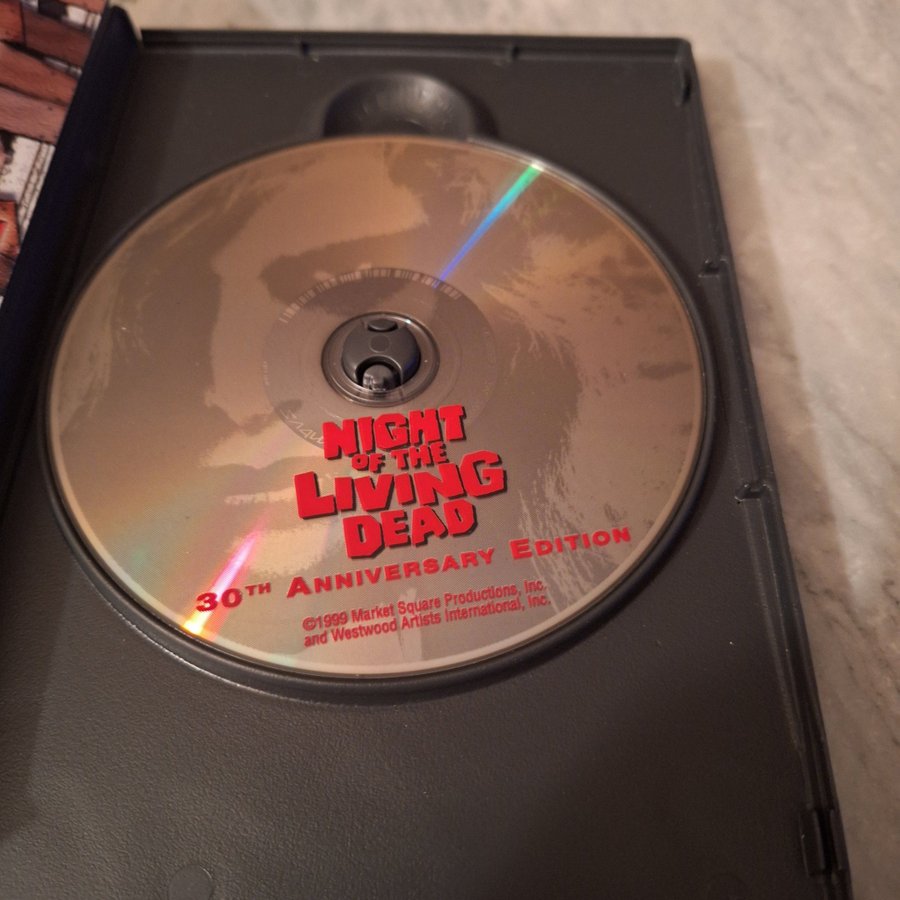 NIGHT
OF THE
LIVING
DEAD
30TH ANNIVERSARY EDITION
©1999 Market Square Productions, Inc.
and Westwood Artists International, Inc.